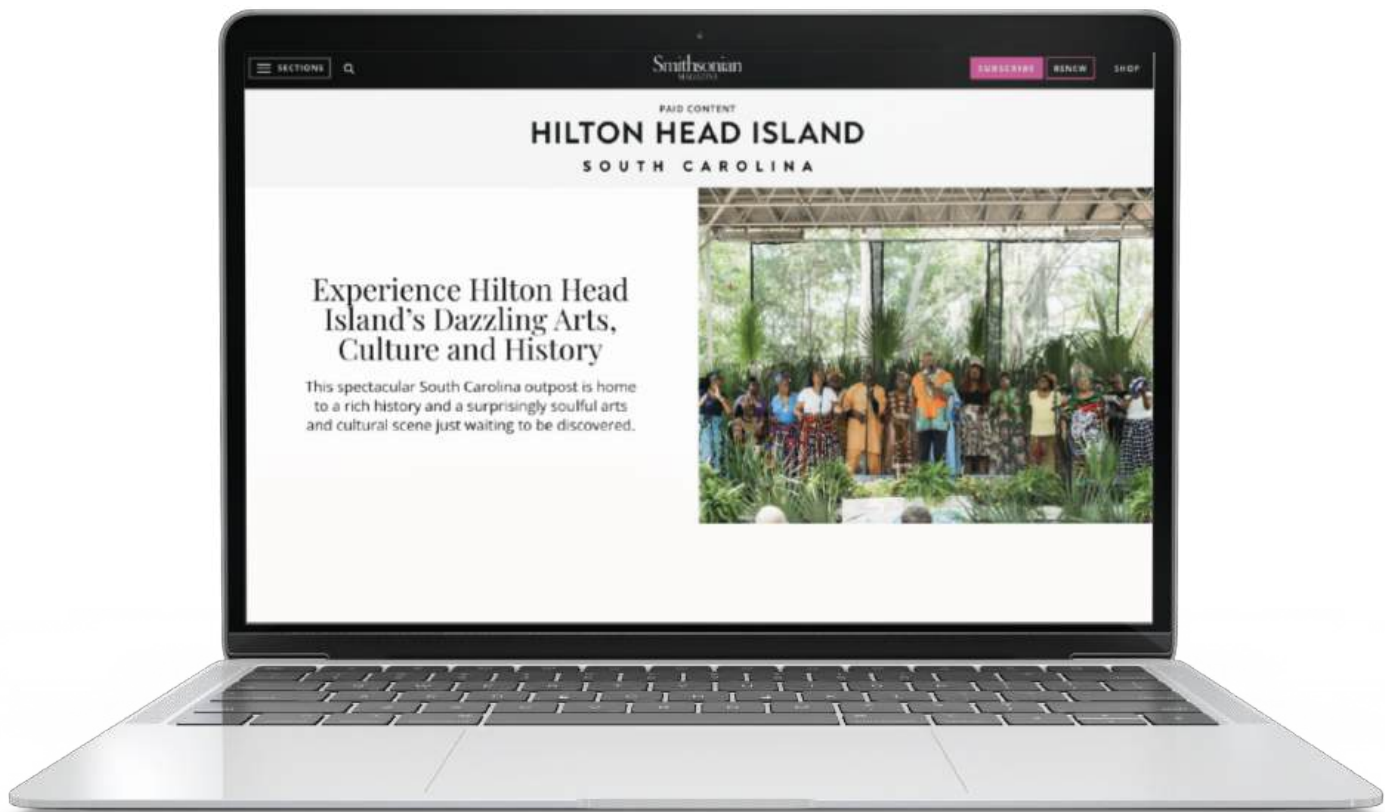 SECTIONS
Smithsonian
MAGAZINE
SUBSCRIBE
RENEW
SHOP
PAID CONTENT
HILTON HEAD ISLAND
SOUTH CAROLINA
Experience Hilton Head
Island's Dazzling Arts,
Culture and History
This spectacular South Carolina outpost is home
to a rich history and a surprisingly soulful arts
and cultural scene just waiting to be discovered.